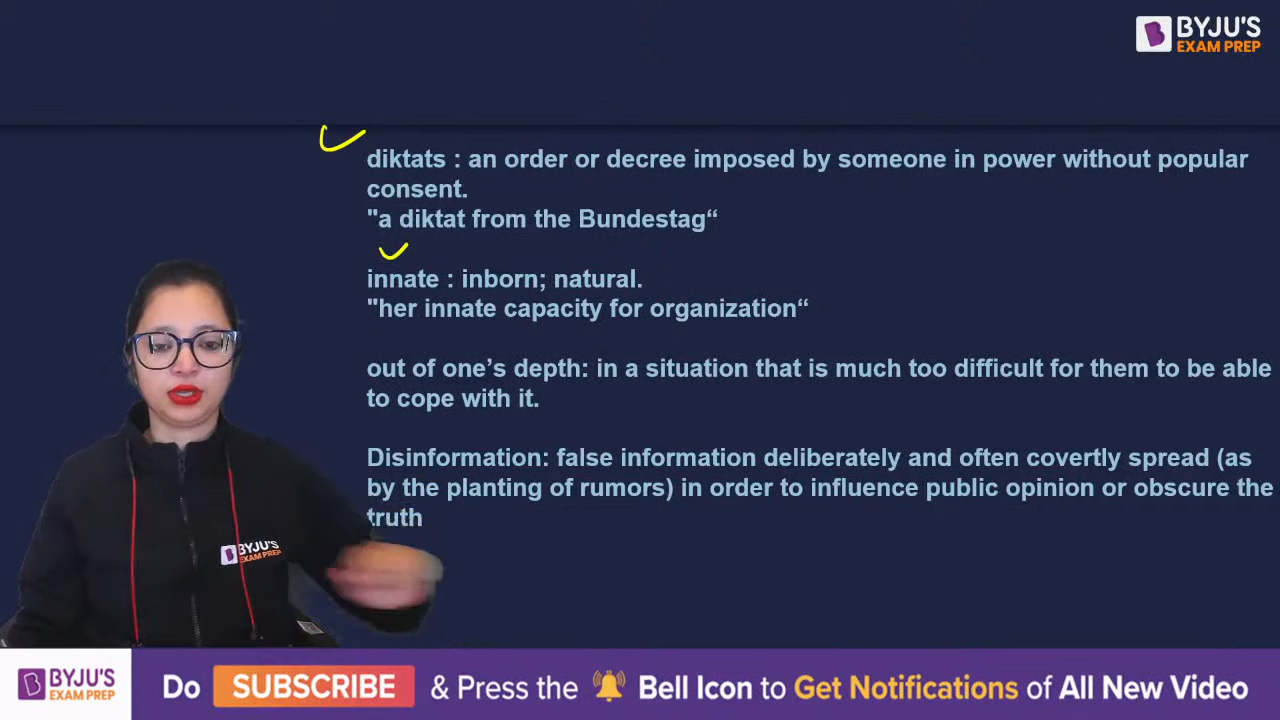 BYJU'S
EXAM PREP
diktats : an order or decree imposed by someone in power without popular
consent.
"a diktat from the Bundestag“
innate : inborn; natural.
"her innate capacity for organization“
out of one’s depth: in a situation that is much too difficult for them to be able
to cope with it.
Disinformation: false information deliberately and often covertly spread (as
by the planting of rumors) in order to influence public opinion or obscure the
truth
BYJU'S
EXAM PREP
BYJU'S
EXAM PREP
Do SUBSCRIBE & Press the Bell Icon to Get Notifications of All New Video